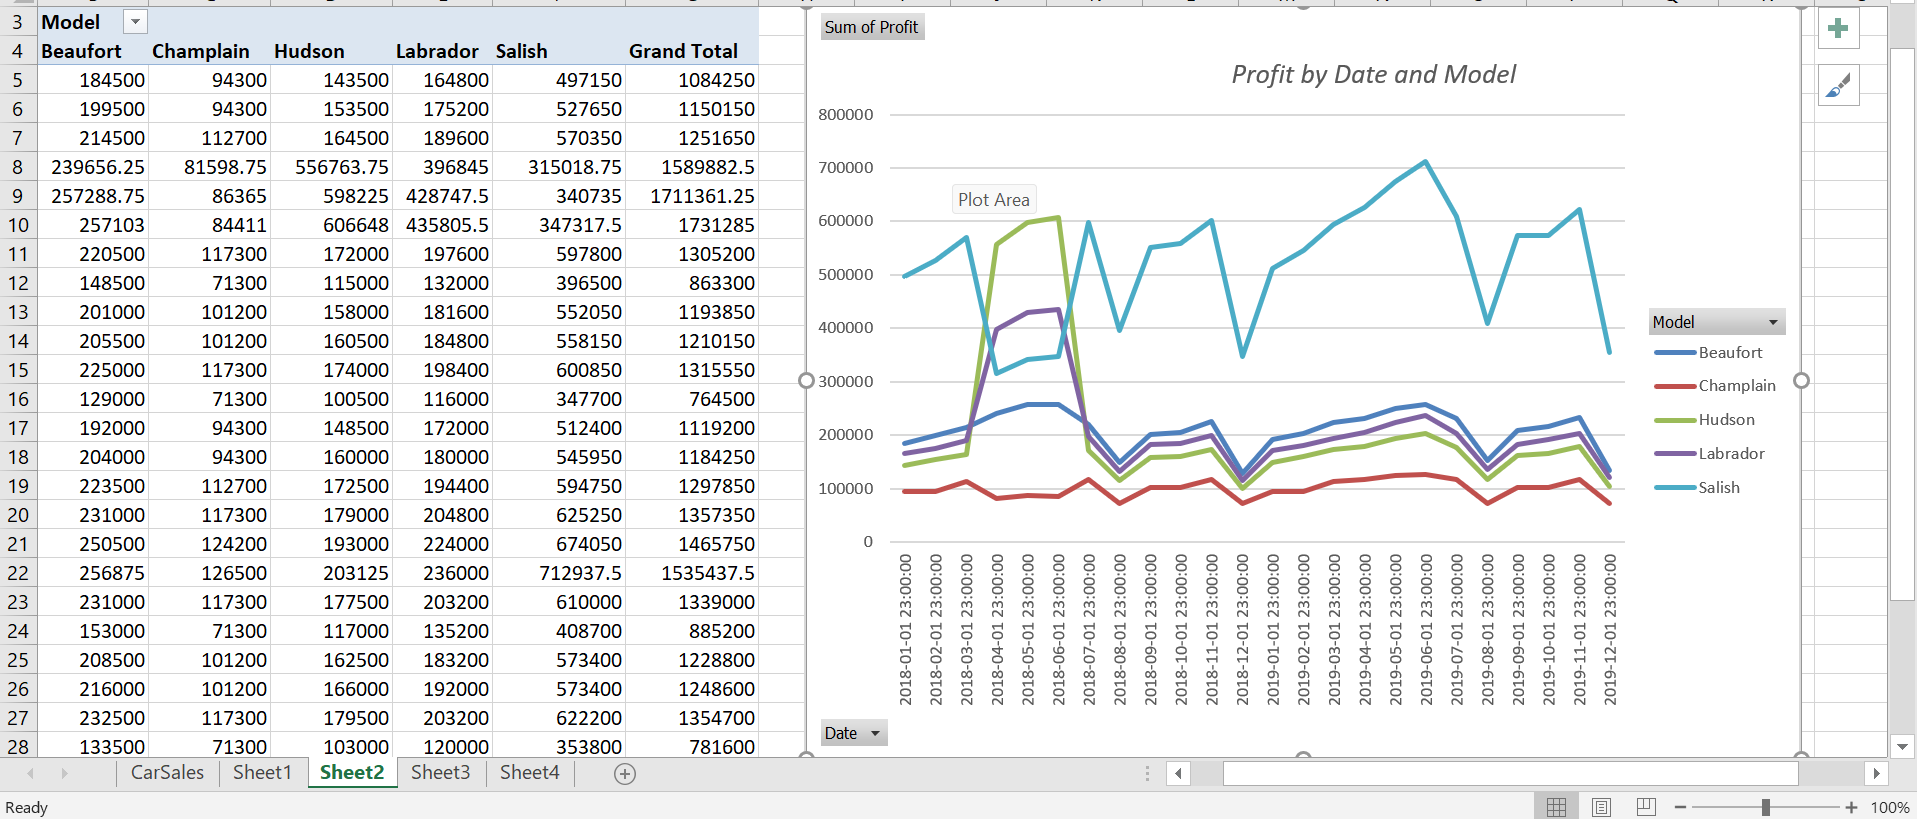 3 Model
4 Beaufort Champlain Hudson Labrador Salish Grand Total
5 184500 94300 143500 164800 497150 1084250
6 199500 94300 153500 175200 527650 1150150
7 214500 112700 164500 189600 570350 1251650
8 239656.25 81598.75 556763.75 396845 315018.75 1589882.5
9 257288.75 86365 598225 428747.5 340735 1711361.25
10 257103 84411 606648 435805.5 347317.5 1731285
11 220500 117300 172000 197600 597800 1305200
12 148500 71300 115000 132000 396500 863300
13 201000 101200 158000 181600 552050 1193850
14 205500 101200 160500 184800 558150 1210150
15 225000 117300 174000 198400 600850 1315550
16 129000 71300 100500 116000 347700 764500
17 192000 94300 148500 172000 512400 1119200
18 204000 94300 160000 180000 545950 1184250
19 223500 112700 172500 194400 594750 1297850
20 231000 117300 179000 204800 625250 1357350
21 250500 124200 193000 224000 674050 1465750
22 256875 126500 203125 236000 712937.5 1535437.5
23 231000 117300 177500 203200 610000 1339000
24 153000 71300 117000 135200 408700 885200
25 208500 101200 162500 183200 573400 1228800
26 216000 101200 166000 192000 573400 1248600
27 232500 117300 179500 203200 622200 1354700
28 133500 71300 103000 120000 353800 781600
Sum of Profit
Profit by Date and Model
800000
700000
Plot Area
600000
500000
400000
300000
200000
100000
0
2018-01-01 23:00:00
2018-02-01 23:00:00
2018-03-01 23:00:00
2018-04-01 23:00:00
2018-05-01 23:00:00
2018-06-01 23:00:00
2018-07-01 23:00:00
2018-08-01 23:00:00
2018-09-01 23:00:00
2018-10-01 23:00:00
2018-11-01 23:00:00
2018-12-01 23:00:00
2019-01-01 23:00:00
2019-02-01 23:00:00
2019-03-01 23:00:00
2019-04-01 23:00:00
2019-05-01 23:00:00
2019-06-01 23:00:00
2019-07-01 23:00:00
2019-08-01 23:00:00
2019-09-01 23:00:00
2019-10-01 23:00:00
2019-11-01 23:00:00
2019-12-01 23:00:00
Model
Beaufort
Champlain
Hudson
Labrador
Salish
Date
CarSales Sheet1 Sheet2 Sheet3 Sheet4
Ready
100%